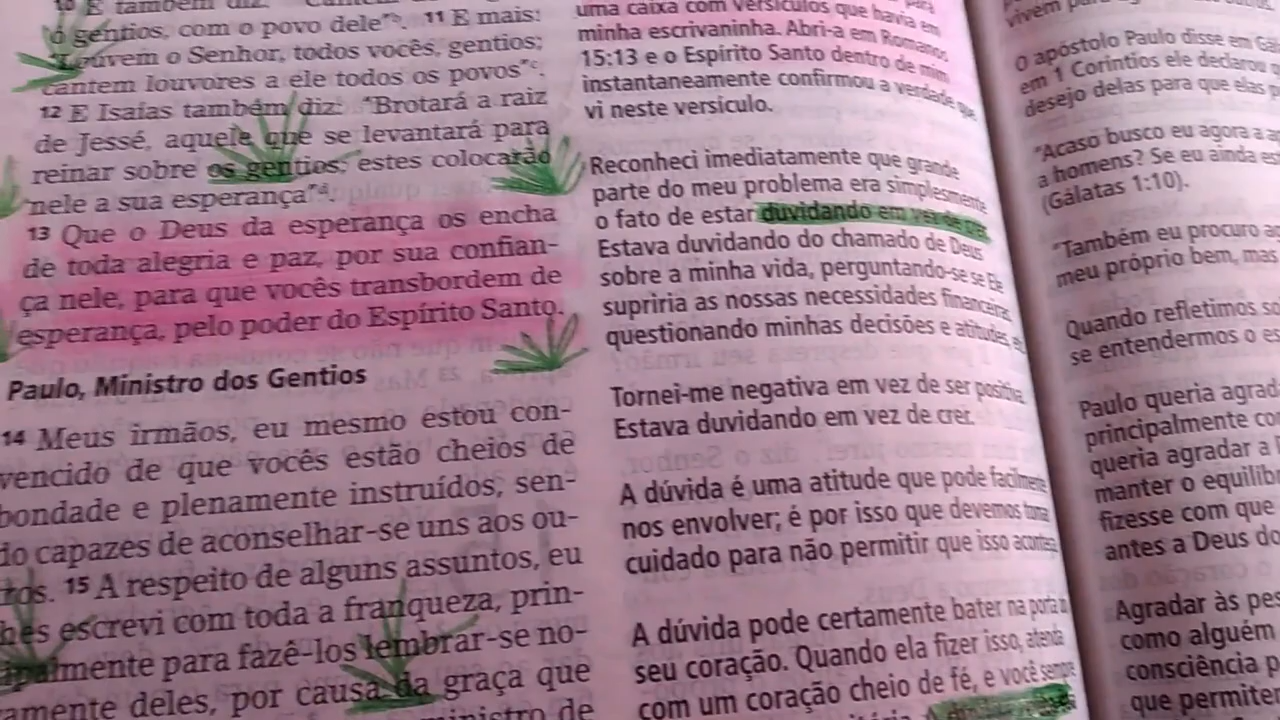 10 E também diz: "Cantem
ó gentios, com o povo dele"b. 11 E mais:
"Louvem o Senhor, todos vocês, gentios;
cantem louvores a ele todos os povos"c.
12 E Isaías também diz: "Brotará a raiz
de Jessé, aquele que se levantará para
reinar sobre os gentios; estes colocarão
nele a sua esperança"d.
13 Que o Deus da esperança os encha
de toda alegria e paz, por sua confian-
ça nele, para que vocês transbordem de
esperança, pelo poder do Espírito Santo.
Paulo, Ministro dos Gentios
14 Meus irmãos, eu mesmo estou con-
vencido de que vocês estão cheios de
bondade e plenamente instruídos, sen-
do capazes de aconselhar-se uns aos ou-
tros. 15 A respeito de alguns assuntos, eu
lhes escrevi com toda a franqueza, prin-
cipalmente para fazê-los lembrar-se no-
vamente deles, por causa da graça que
ministro de
uma caixa com versículos que havia em
minha escrivaninha. Abri-a em Romanos
15:13 e o Espírito Santo dentro de mim
instantaneamente confirmou a verdade que
vi neste versículo.
Reconheci imediatamente que grande
parte do meu problema era simplesmente
o fato de estar duvidando em vez de crer.
Estava duvidando do chamado de Deus
sobre a minha vida, perguntando-se se Ele
supriria as nossas necessidades financeiras,
questionando minhas decisões e atitudes,
Tornei-me negativa em vez de ser positiva.
Estava duvidando em vez de crer.
A dúvida é uma atitude que pode facilmente
nos envolver; é por isso que devemos tomar
cuidado para não permitir que isso aconteça.
A dúvida pode certamente bater na porta do
seu coração. Quando ela fizer isso, atenda
com um coração cheio de fé, e você sempre
vivem para
O apóstolo Paulo disse em
em 1 Coríntios ele declarou
desejo delas para que elas
"Acaso busco eu agora a
a homens? Se eu ainda
(Gálatas 1:10).
"Também eu procuro
meu próprio bem, mas
Quando refletimos
se entendermos o
Paulo queria
principalmente
queria agradar a
manter o
fizesse com que
antes a Deus do
Agradar às
como alguém
consciência
que